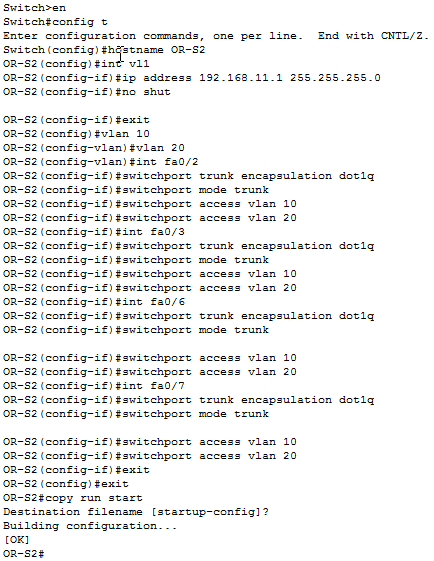 Switch>en
Switch#config t
Enter configuration commands, one per line.  End with CNTL/Z.
Switch(config)#hostname OR-S2
OR-S2(config)#int vl1
OR-S2(config-if)#ip address 192.168.11.1 255.255.255.0
OR-S2(config-if)#no shut

OR-S2(config-if)#exit
OR-S2(config)#vlan 10
OR-S2(config-vlan)#vlan 20
OR-S2(config-vlan)#int fa0/2
OR-S2(config-if)#switchport trunk encapsulation dot1q
OR-S2(config-if)#switchport mode trunk
OR-S2(config-if)#switchport access vlan 10
OR-S2(config-if)#switchport access vlan 20
OR-S2(config-if)#int fa0/3
OR-S2(config-if)#switchport trunk encapsulation dot1q
OR-S2(config-if)#switchport mode trunk
OR-S2(config-if)#switchport access vlan 10
OR-S2(config-if)#switchport access vlan 20
OR-S2(config-if)#int fa0/6
OR-S2(config-if)#switchport trunk encapsulation dot1q
OR-S2(config-if)#switchport mode trunk

OR-S2(config-if)#switchport access vlan 10
OR-S2(config-if)#switchport access vlan 20
OR-S2(config-if)#int fa0/7
OR-S2(config-if)#switchport trunk encapsulation dot1q
OR-S2(config-if)#switchport mode trunk

OR-S2(config-if)#switchport access vlan 10
OR-S2(config-if)#switchport access vlan 20
OR-S2(config-if)#exit
OR-S2(config)#exit
OR-S2#copy run start
Destination filename [startup-config]?
Building configuration...
[OK]
OR-S2#